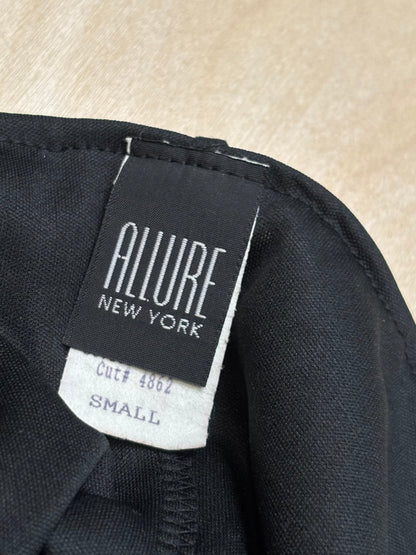 ALLURE
NEW YORK
Cut# 4862
SMALL